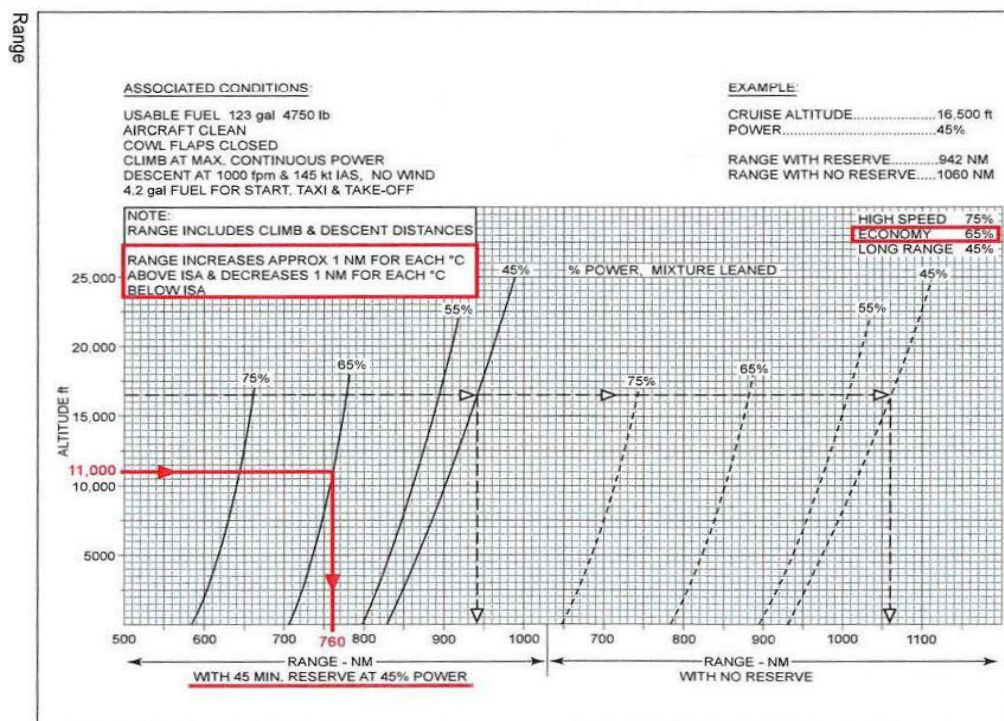 Range
ASSOCIATED CONDITIONS:
USABLE FUEL 123 gal 4750 lb
AIRCRAFT CLEAN
COWL FLAPS CLOSED
CLIMB AT MAX. CONTINUOUS POWER
DESCENT AT 1000 fpm & 145 kt IAS, NO WIND
4.2 gal FUEL FOR START, TAXI & TAKE-OFF
EXAMPLE:
CRUISE ALTITUDE....................16,500 ft
POWER....................................45%
RANGE WITH RESERVE...........942 NM
RANGE WITH NO RESERVE.....1060 NM
NOTE:
RANGE INCLUDES CLIMB & DESCENT DISTANCES
RANGE INCREASES APPROX 1 NM FOR EACH °C
ABOVE ISA & DECREASES 1 NM FOR EACH °C
BELOW ISA
HIGH SPEED 75%
ECONOMY 65%
LONG RANGE 45%
% POWER, MIXTURE LEANED
45%
45%
55%
55%
75%
65%
75%
65%
ALTITUDE ft
25,000
20,000
15,000
11,000
10,000
5000
500 600 700 760 800 900 1000 700 800 900 1000 1100
RANGE - NM
WITH 45 MIN. RESERVE AT 45% POWER
RANGE - NM
WITH NO RESERVE